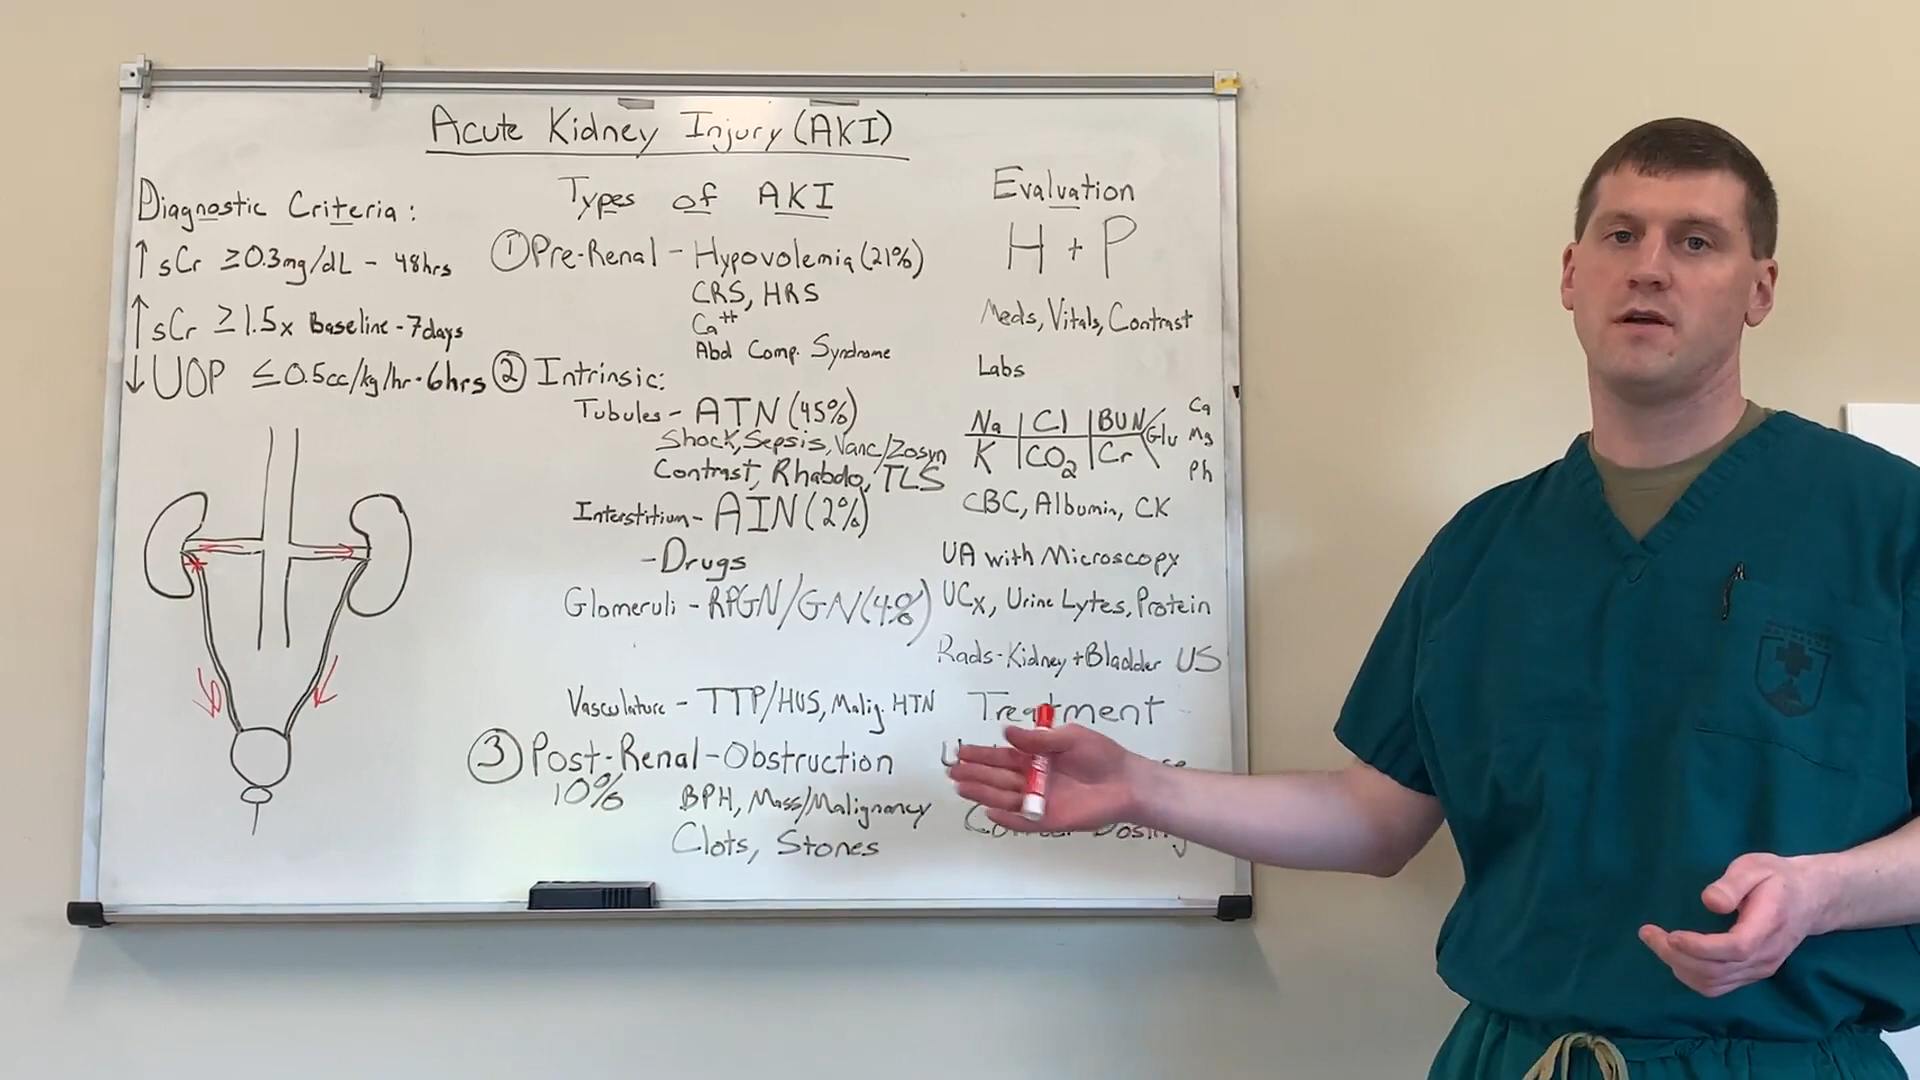 Acute Kidney Injury (AKI)
Diagnostic Criteria:
↑ sCr ≥0.3mg/dL - 48hrs
↑ sCr ≥1.5x Baseline - 7days
↓ UOP ≤0.5cc/kg/hr - 6hrs
Types of AKI
① Pre-Renal - Hypovolemia (21%)
CRS, HRS
Ca++
Abd Comp. Syndrome
② Intrinsic:
Tubules - ATN (45%)
Shock, Sepsis, Vanc/Zosyn
Contrast, Rhabdo, TLS
Interstitium - AIN (2%)
-Drugs
Glomeruli - RPGN/GN (4%)
Vasculature - TTP/HUS, Malig. HTN
③ Post-Renal - Obstruction
10%
BPH, Mass/Malignancy
Clots, Stones
Evaluation
H + P
Meds, Vitals, Contrast
Labs
Na Cl BUN Glu
K CO2 Cr
Ca
Mg
Ph
CBC, Albumin, CK
UA with Microscopy
UCx, Urine Lytes, Protein
Rads - Kidney + Bladder US
Treatment
Dosing